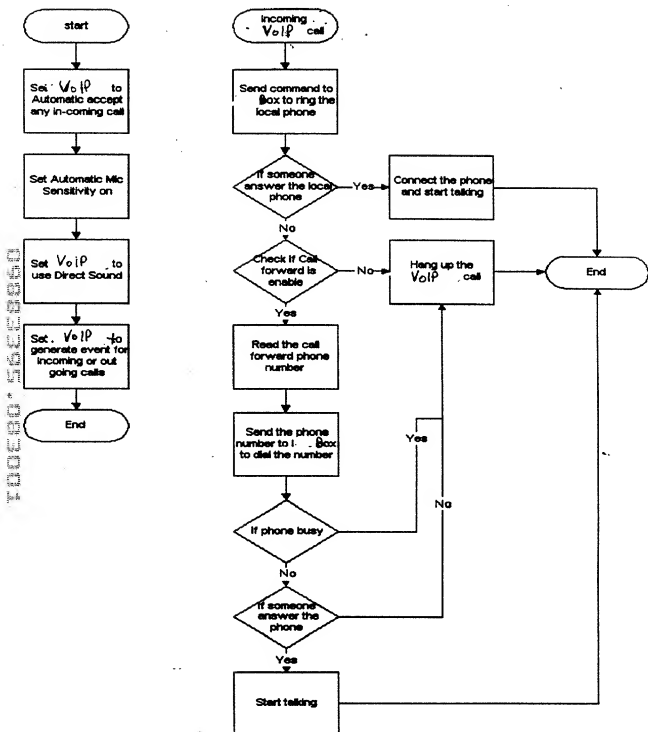 start
Set VoIP to
Automatic accept
any in-coming call
Set Automatic Mic
Sensitivity on
Set VoIP to
use Direct Sound
Set. VoIP to
generate event for
incoming or out
going calls
End
Incoming
VoIP call
Send command to
Box to ring the
local phone
If someone
answer the local
phone
Yes
Connect the phone
and start talking
No
Check if Call
forward is
enable
No
Hang up the
VoIP call
End
Yes
Read the call
forward phone
number
Send the phone
number to Box
to dial the number
Yes
No
If phone busy
No
If someone
answer the
phone
Yes
Start talking